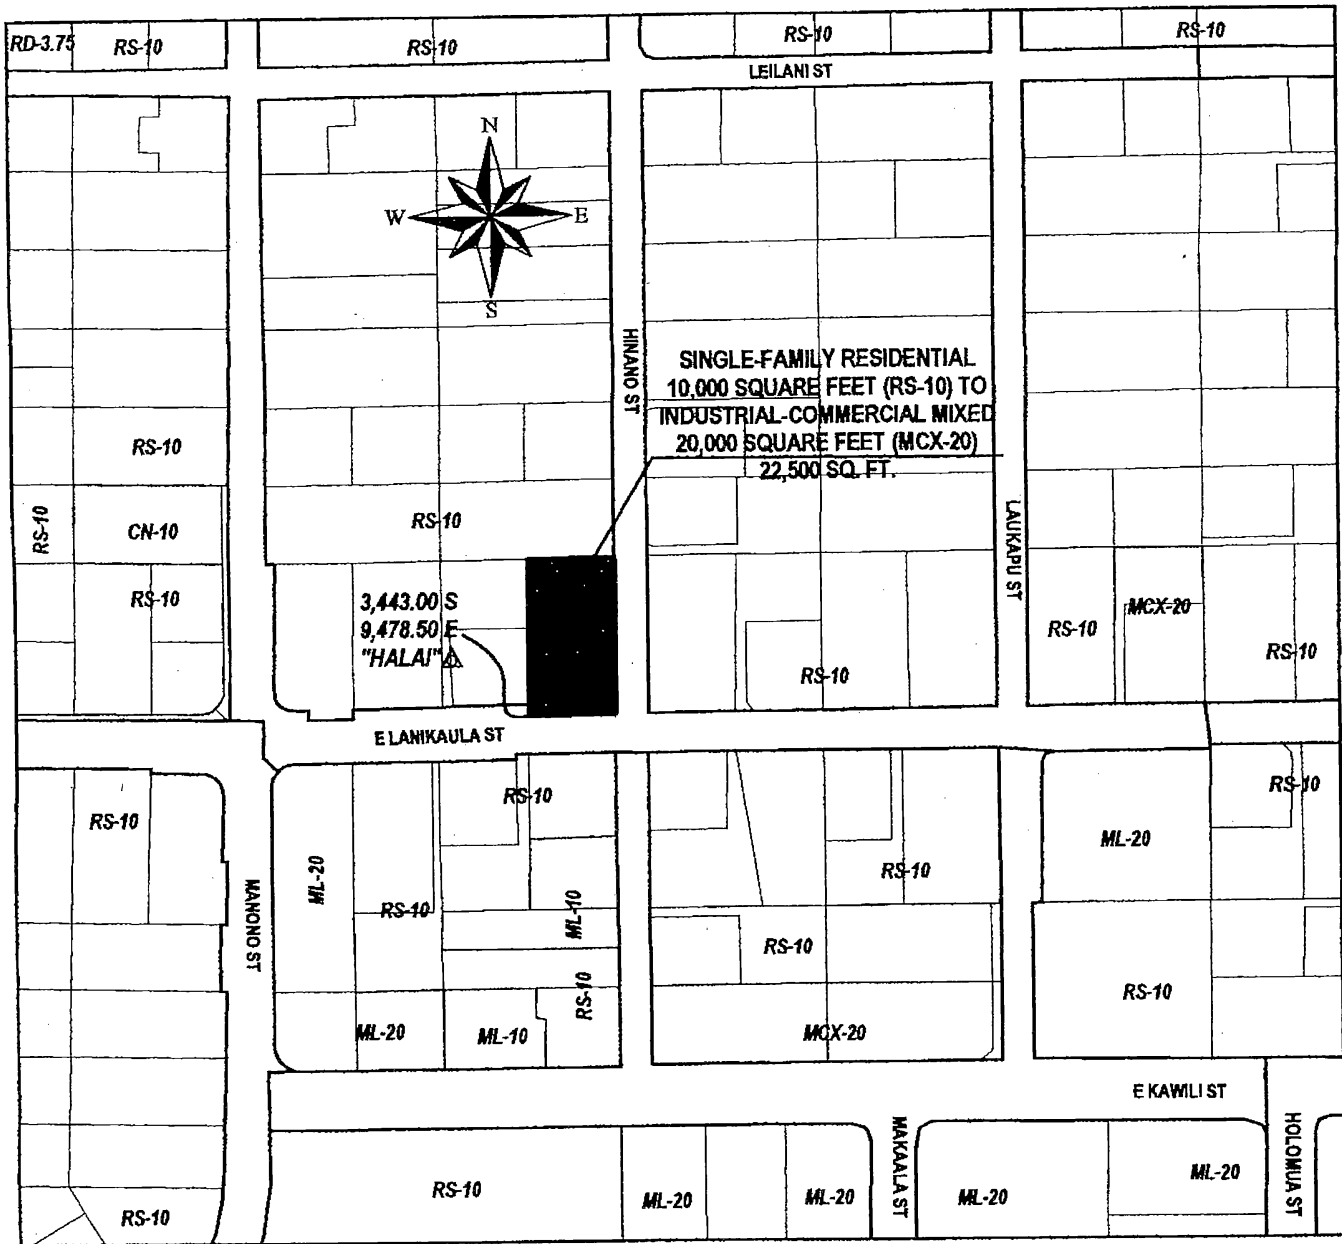 RD-3.75
RS-10
RS-10
RS-10
RS-10
LEILANI ST
N
W
E
S
HINANO ST
SINGLE-FAMILY RESIDENTIAL
10,000 SQUARE FEET (RS-10) TO
INDUSTRIAL-COMMERCIAL MIXED
20,000 SQUARE FEET (MCX-20)
22,500 SQ. FT.
RS-10
RS-10
CN-10
RS-10
RS-10
LAUKAPU ST
3,443.00 S
9,478.50 E
"HALAI"
RS-10
RS-10
MCX-20
RS-10
E LANIKAULA ST
RS-10
RS-10
RS-10
ML-20
ML-20
RS-10
RS-10
ML-10
RS-10
MANONO ST
RS-10
RS-10
RS-10
ML-20
ML-10
MCX-20
E KAWILI ST
MAKAALA ST
HOLOMUA ST
RS-10
RS-10
ML-20
ML-20
ML-20
ML-20